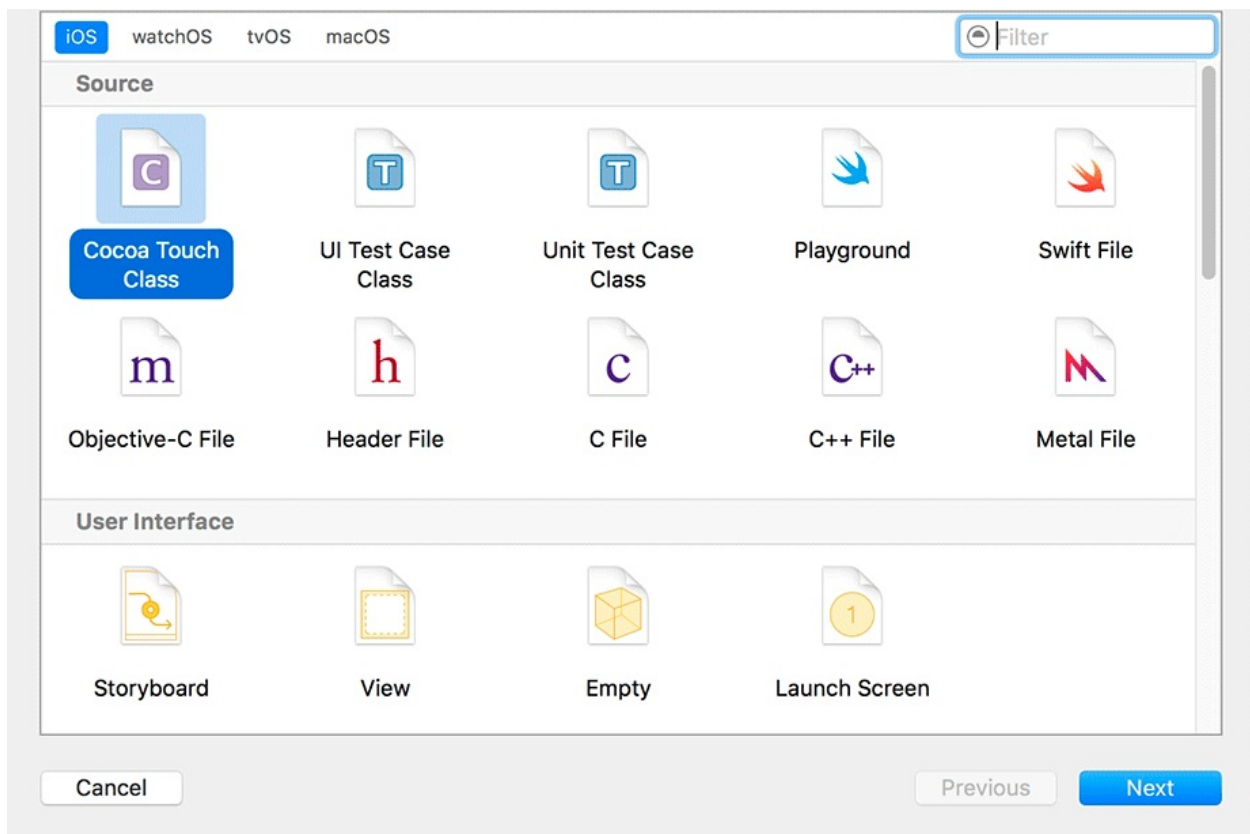 iOS watchOS tvOS macOS Filter
Source
C T T
Cocoa Touch Class
UI Test Case Class
Unit Test Case Class
Playground
Swift File
m h c C++
Objective-C File
Header File
C File
C++ File
Metal File
User Interface
1
Storyboard
View
Empty
Launch Screen
Cancel Previous Next